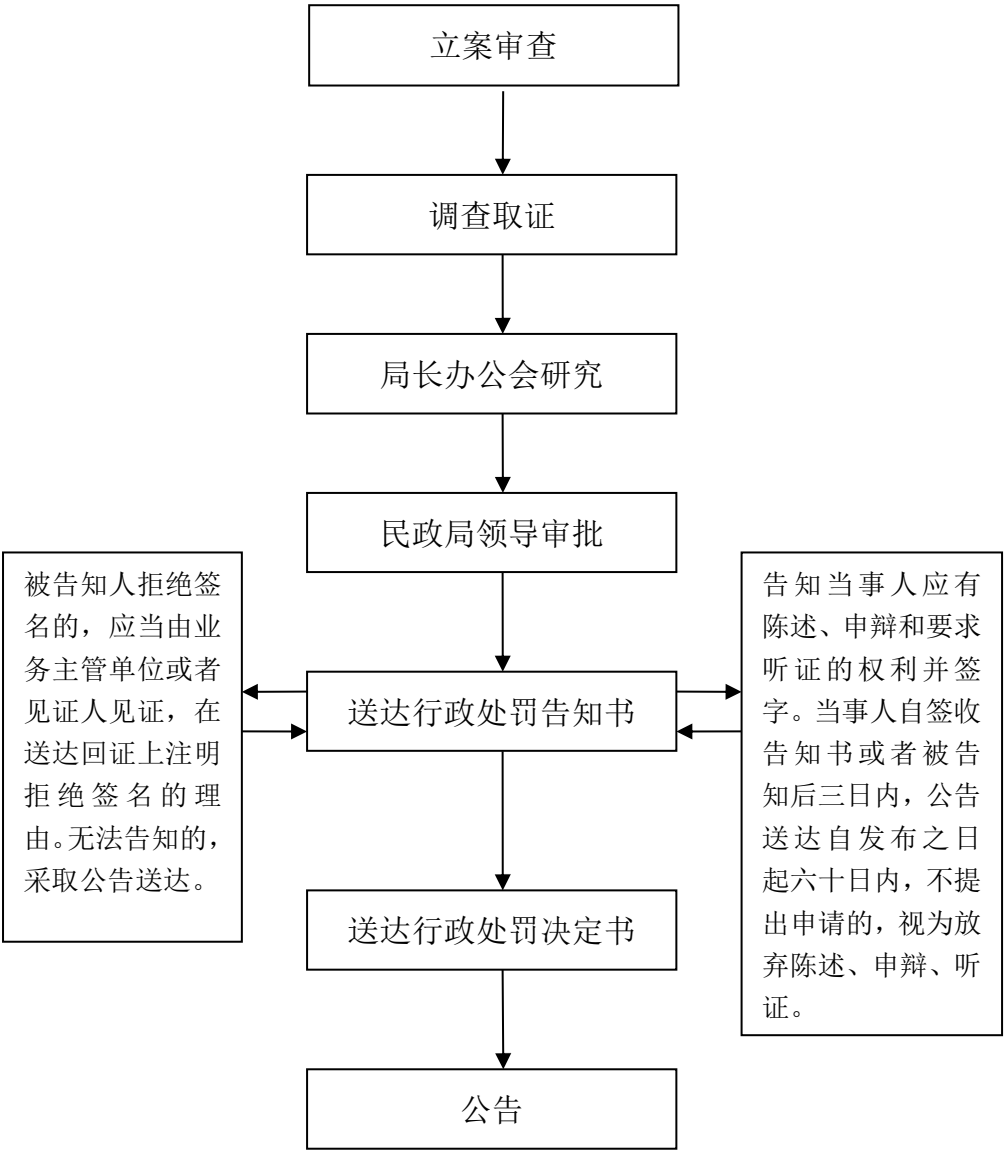 立案审查
调查取证
局长办公会研究
民政局领导审批
被告知人拒绝签
名的，应当由业
务主管单位或者
见证人见证，在
送达回证上注明
拒绝签名的理
由。无法告知的，
采取公告送达。
送达行政处罚告知书
告知当事人应有
陈述、申辩和要求
听证的权利并签
字。当事人自签收
告知书或者被告
知后三日内，公告
送达自发布之日
起六十日内，不提
出申请的，视为放
弃陈述、申辩、听
证。
送达行政处罚决定书
公告